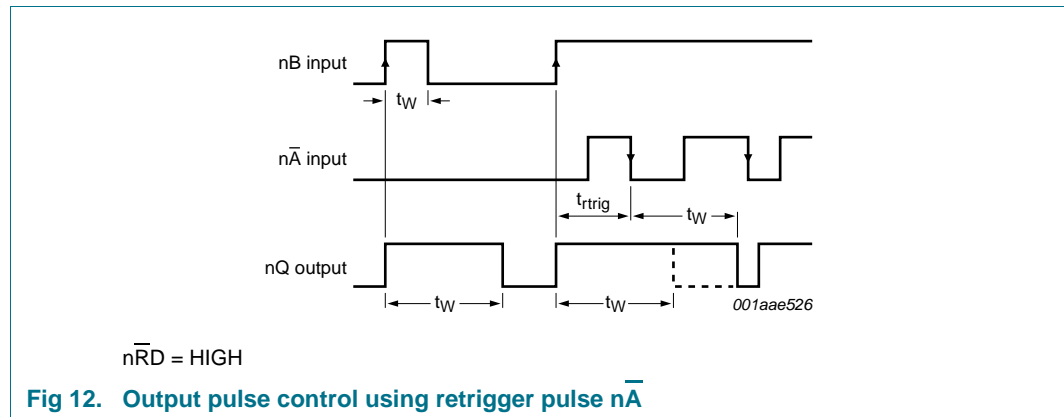 nB input
tW
nA̅ input
trtrig
tW
nQ output
tW
tW
001aae526
nR̅D = HIGH
Fig 12. Output pulse control using retrigger pulse nA̅